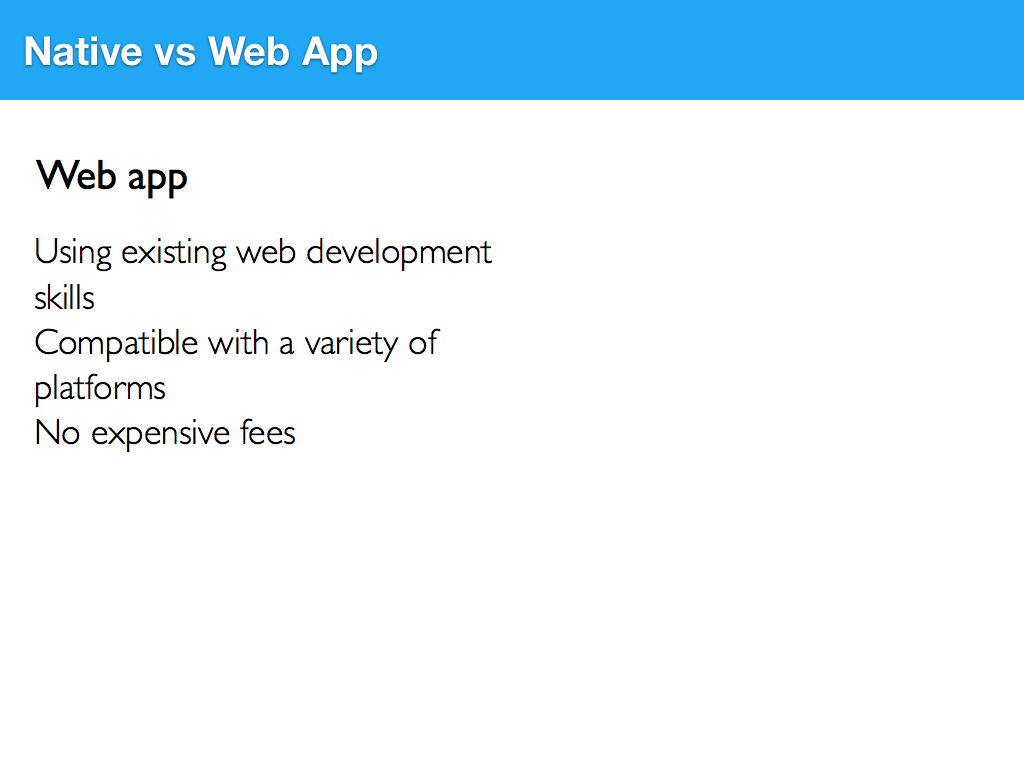 Native vs Web App
Web app
Using existing web development
skills
Compatible with a variety of
platforms
No expensive fees